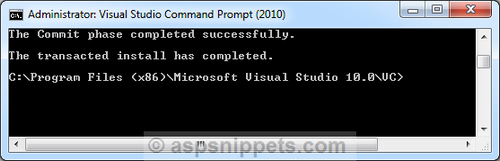 Administrator: Visual Studio Command Prompt (2010)
The Commit phase completed successfully.
The transacted install has completed.
C:\Program Files (x86)\Microsoft Visual Studio 10.0\VC>
© aspsnippets.com